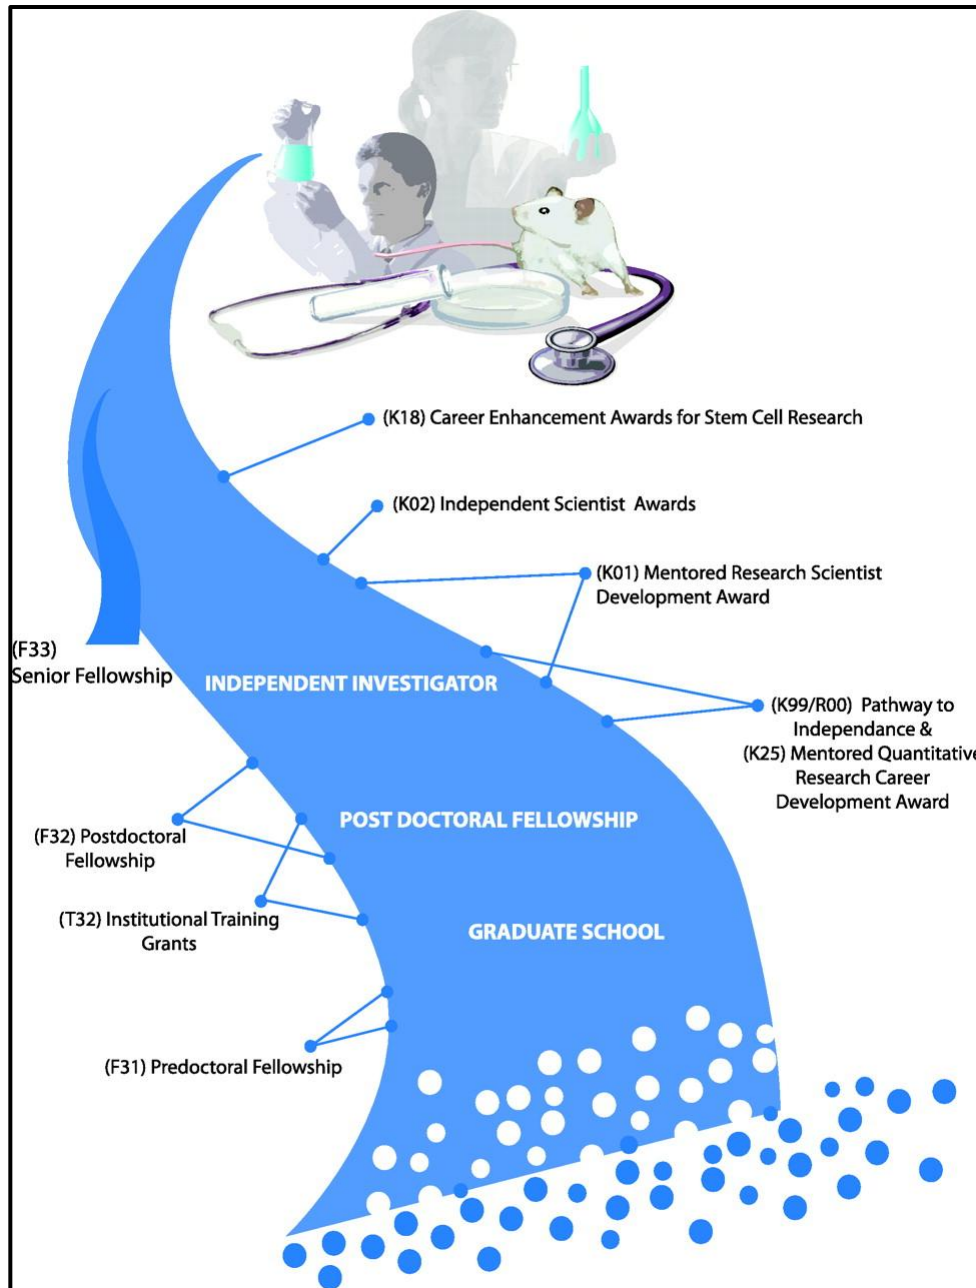 (K18) Career Enhancement Awards for Stem Cell Research
(K02) Independent Scientist Awards
(K01) Mentored Research Scientist
Development Award
(F33)
Senior Fellowship
INDEPENDENT INVESTIGATOR
(K99/R00) Pathway to
Independance &
(K25) Mentored Quantitative
Research Career
Development Award
POST DOCTORAL FELLOWSHIP
(F32) Postdoctoral
Fellowship
(T32) Institutional Training
Grants
GRADUATE SCHOOL
(F31) Predoctoral Fellowship